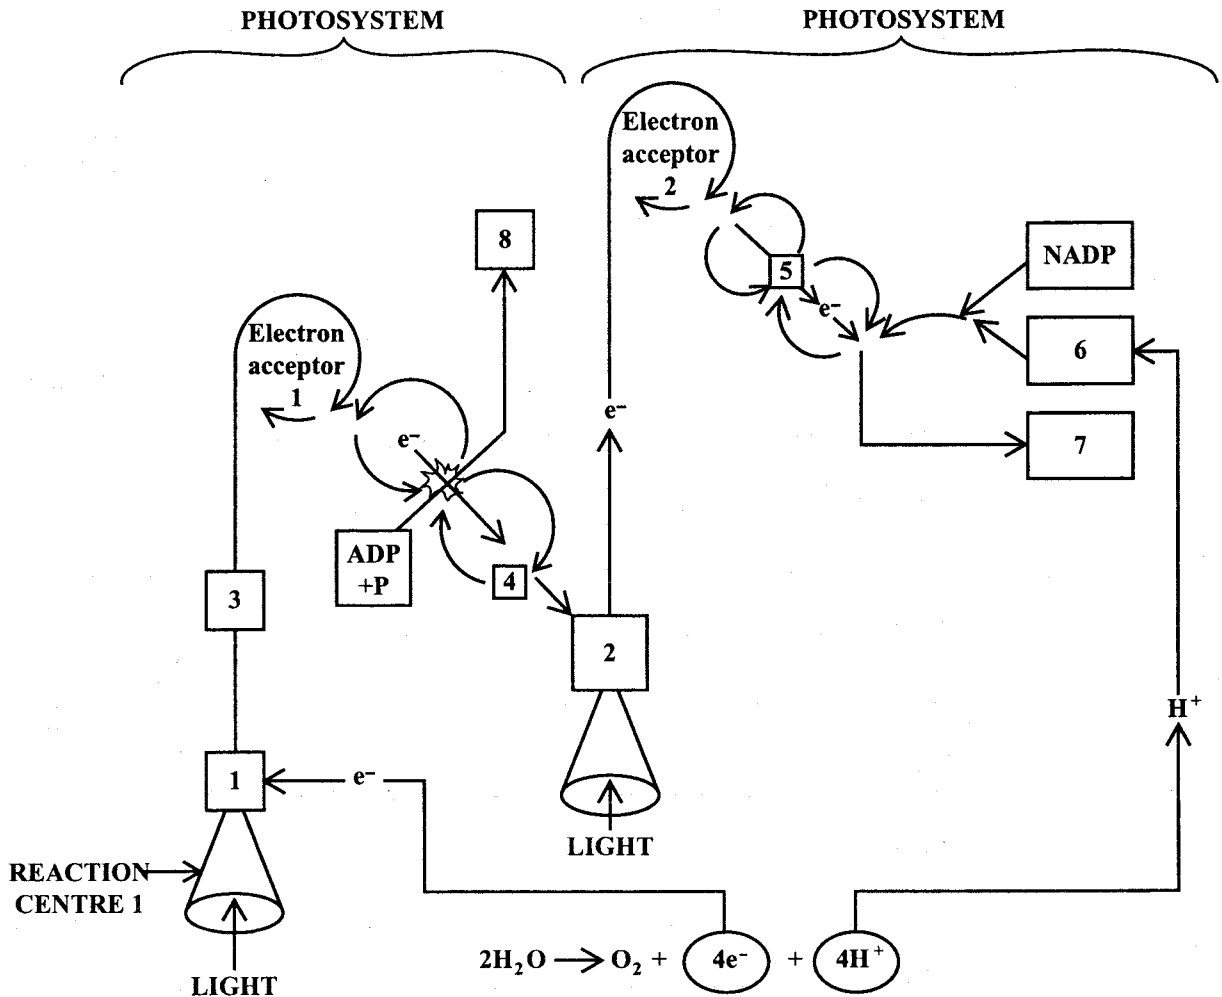 PHOTOSYSTEM
PHOTOSYSTEM
Electron
acceptor
2
8
NADP
5
e⁻
6
Electron
acceptor
1
e⁻
e⁻
7
ADP
+P
4
3
2
H⁺
1
e⁻
LIGHT
REACTION
CENTRE 1
2H₂O → O₂ + 4e⁻ + 4H⁺
LIGHT